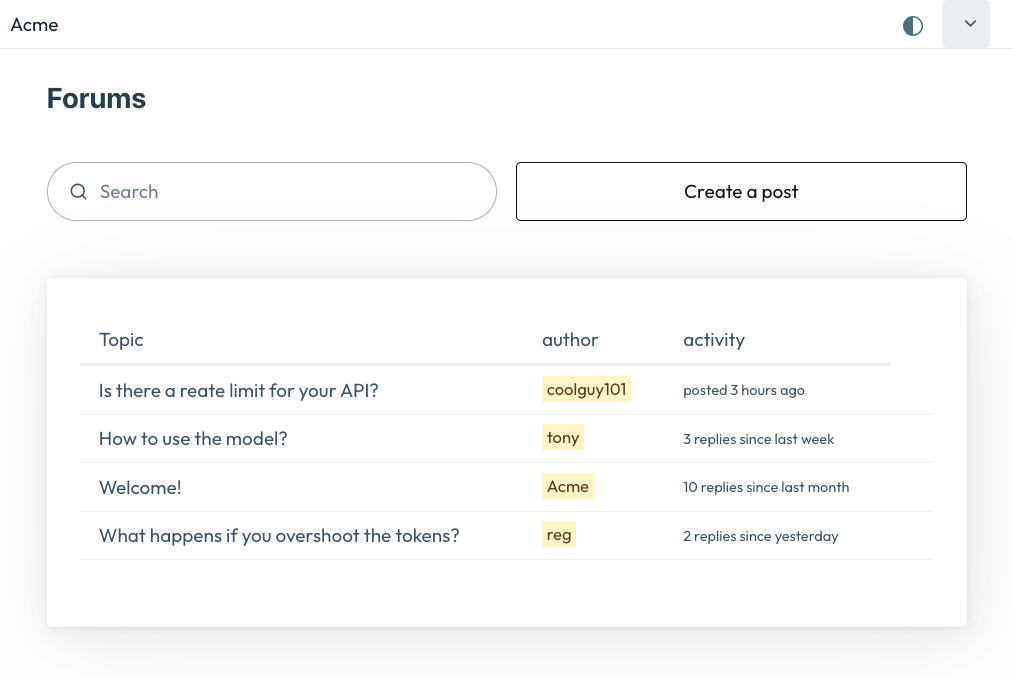 Acme
Forums
Search
Create a post
Topic author activity
Is there a reate limit for your API? coolguy101 posted 3 hours ago
How to use the model? tony 3 replies since last week
Welcome! Acme 10 replies since last month
What happens if you overshoot the tokens? reg 2 replies since yesterday